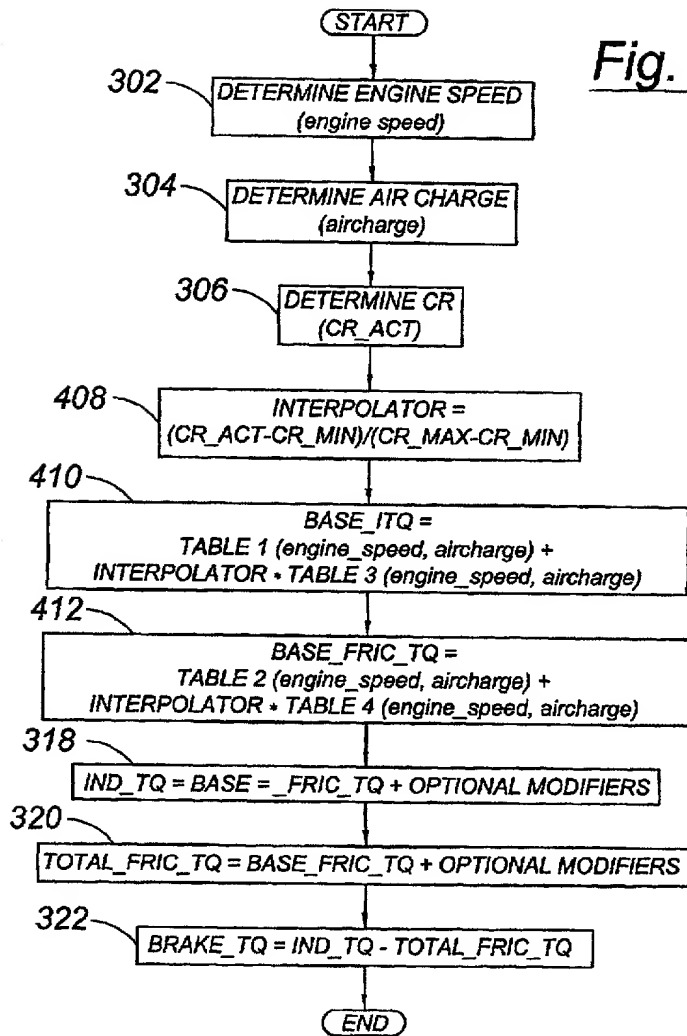 START
Fig.
302
DETERMINE ENGINE SPEED
(engine speed)
304
DETERMINE AIR CHARGE
(aircharge)
306
DETERMINE CR
(CR_ACT)
408
INTERPOLATOR =
(CR_ACT-CR_MIN)/(CR_MAX-CR_MIN)
410
BASE_ITQ =
TABLE 1 (engine_speed, aircharge) +
INTERPOLATOR * TABLE 3 (engine_speed, aircharge)
412
BASE_FRIC_TQ =
TABLE 2 (engine_speed, aircharge) +
INTERPOLATOR * TABLE 4 (engine_speed, aircharge)
318
IND_TQ = BASE = _FRIC_TQ + OPTIONAL MODIFIERS
320
TOTAL_FRIC_TQ = BASE_FRIC_TQ + OPTIONAL MODIFIERS
322
BRAKE_TQ = IND_TQ - TOTAL_FRIC_TQ
END